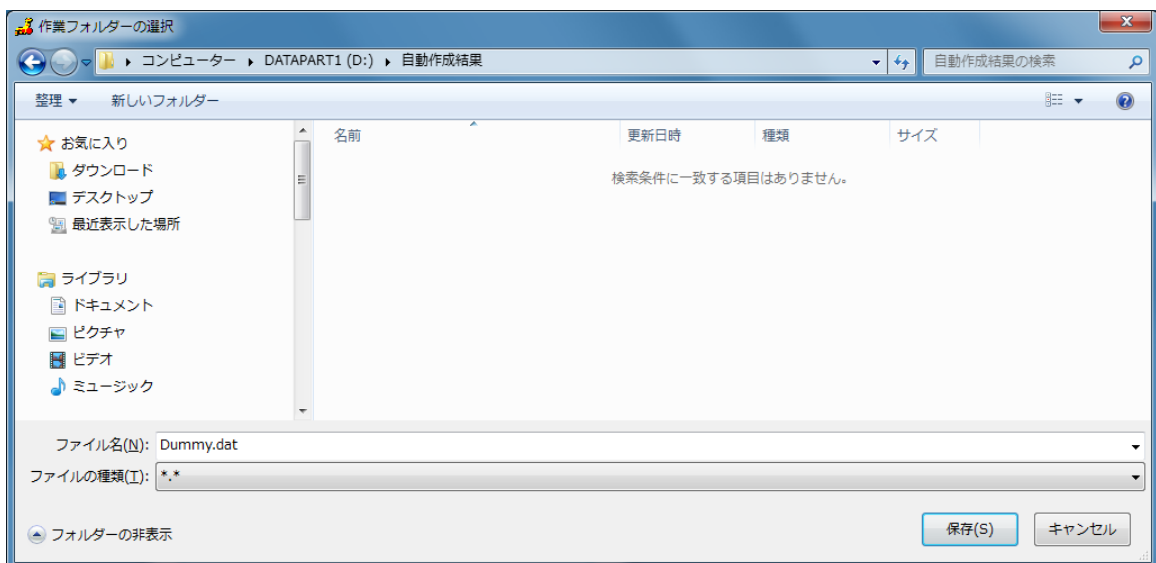 作業フォルダーの選択
コンピューター ▸ DATAPART1 (D:) ▸ 自動作成結果
自動作成結果の検索
整理 ▼ 新しいフォルダー
名前 更新日時 種類 サイズ
検索条件に一致する項目はありません。
お気に入り
ダウンロード
デスクトップ
最近表示した場所
ライブラリ
ドキュメント
ピクチャ
ビデオ
ミュージック
ファイル名(N): Dummy.dat
ファイルの種類(T): *.*
フォルダーの非表示
保存(S) キャンセル